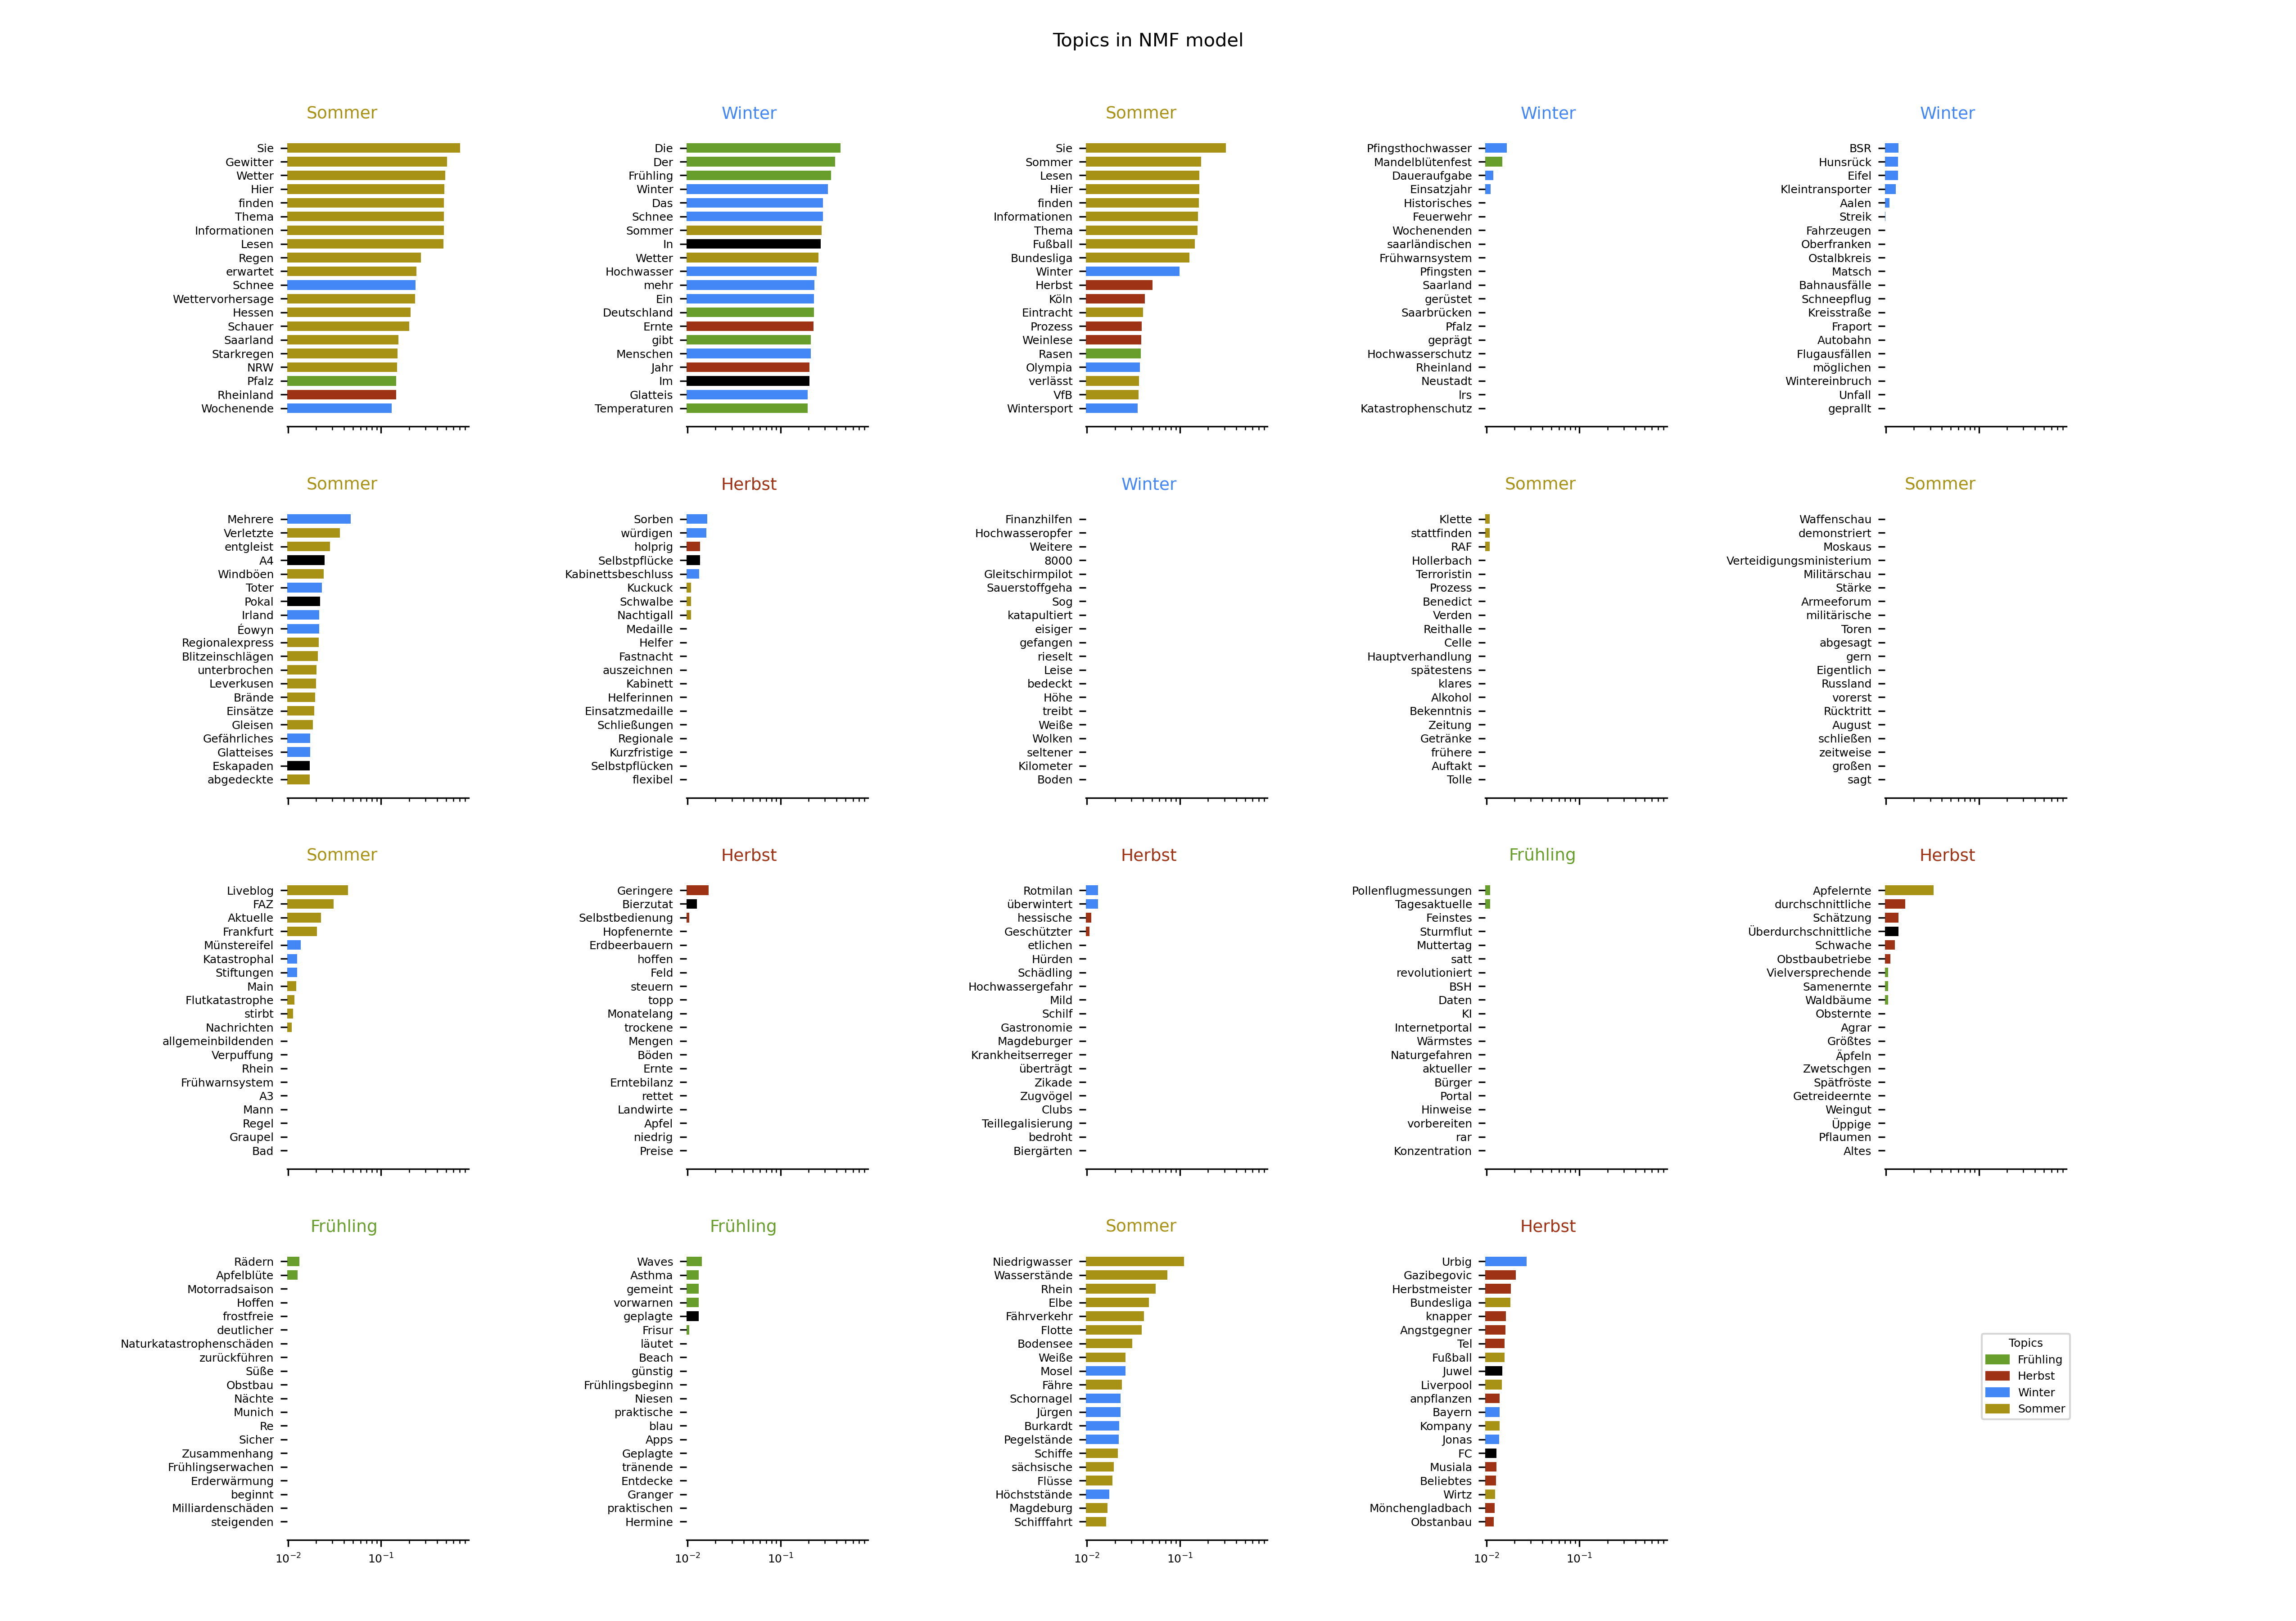 Topics in NMF model
Sommer
Sie
Gewitter
Wetter
Hier
finden
Thema
Informationen
Lesen
Regen
erwartet
Schnee
Wettervorhersage
Hessen
Schauer
Saarland
Starkregen
NRW
Pfalz
Rheinland
Wochenende
Winter
Die
Der
Frühling
Winter
Das
Schnee
Sommer
In
Wetter
Hochwasser
mehr
Ein
Deutschland
Ernte
gibt
Menschen
Jahr
Im
Glatteis
Temperaturen
Sommer
Sie
Sommer
Lesen
Hier
finden
Informationen
Thema
Fußball
Bundesliga
Winter
Herbst
Köln
Eintracht
Prozess
Weinlese
Rasen
Olympia
verlässt
VfB
Wintersport
Winter
Pfingsthochwasser
Mandelblütenfest
Daueraufgabe
Einsatzjahr
Historisches
Feuerwehr
Wochenenden
saarländischen
Frühwarnsystem
Pfingsten
Saarland
gerüstet
Saarbrücken
Pfalz
geprägt
Hochwasserschutz
Rheinland
Neustadt
Irs
Katastrophenschutz
Winter
BSR
Hunsrück
Eifel
Kleintransporter
Aalen
Streik
Fahrzeugen
Oberfranken
Ostalbkreis
Matsch
Bahnausfälle
Schneepflug
Kreisstraße
Fraport
Autobahn
Flugausfällen
möglichen
Wintereinbruch
Unfall
geprallt
Sommer
Mehrere
Verletzte
entgleist
A4
Windböen
Toter
Pokal
Irland
Éowyn
Regionalexpress
Blitzeinschlägen
unterbrochen
Leverkusen
Brände
Einsätze
Gleisen
Gefährliches
Glatteises
Eskapaden
abgedeckte
Herbst
Sorben
würdigen
holprig
Selbstpflücke
Kabinettsbeschluss
Kuckuck
Schwalbe
Nachtigall
Medaille
Helfer
Fastnacht
auszeichnen
Kabinett
Helferinnen
Einsatzmedaille
Schließungen
Regionale
Kurzfristige
Selbstpflücken
flexibel
Winter
Finanzhilfen
Hochwasseropfer
Weitere
8000
Gleitschirmpilot
Sauerstoffgeha
Sog
katapultiert
eisiger
gefangen
rieselt
Leise
bedeckt
Höhe
treibt
Weiße
Wolken
seltener
Kilometer
Boden
Sommer
Klette
stattfinden
RAF
Hollerbach
Terroristin
Prozess
Benedict
Verden
Reithalle
Celle
Hauptverhandlung
spätestens
klares
Alkohol
Bekenntnis
Zeitung
Getränke
frühere
Auftakt
Tolle
Sommer
Waffenschau
demonstriert
Moskaus
Verteidigungsministerium
Militärschau
Stärke
Armeeforum
militärische
Toren
abgesagt
gern
Eigentlich
Russland
vorerst
Rücktritt
August
schließen
zeitweise
großen
sagt
Sommer
Liveblog
FAZ
Aktuelle
Frankfurt
Münstereifel
Katastrophal
Stiftungen
Main
Flutkatastrophe
stirbt
Nachrichten
allgemeinbildenden
Verpuffung
Rhein
Frühwarnsystem
A3
Mann
Regel
Graupel
Bad
Herbst
Geringere
Bierzutat
Selbstbedienung
Hopfenernte
Erdbeerbauern
hoffen
Feld
steuern
topp
Monatelang
trockene
Mengen
Böden
Ernte
Erntebilanz
rettet
Landwirte
Apfel
niedrig
Preise
Herbst
Rotmilan
überwintert
hessische
Geschützter
etlichen
Hürden
Schädling
Hochwassergefahr
Mild
Schilf
Gastronomie
Magdeburger
Krankheitserreger
überträgt
Zikade
Zugvögel
Clubs
Teillegalisierung
bedroht
Biergärten
Frühling
Pollenflugmessungen
Tagesaktuelle
Feinstes
Sturmflut
Muttertag
satt
revolutioniert
BSH
Daten
KI
Internetportal
Wärmstes
Naturgefahren
aktueller
Bürger
Portal
Hinweise
vorbereiten
rar
Konzentration
Herbst
Apfelernte
durchschnittliche
Schätzung
Überdurchschnittliche
Schwache
Obstbaubetriebe
Vielversprechende
Samenernte
Waldbäume
Obsternte
Agrar
Größtes
Äpfeln
Zwetschgen
Spätfröste
Getreideernte
Weingut
Üppige
Pflaumen
Altes
Frühling
Rädern
Apfelblüte
Motorradsaison
Hoffen
frostfreie
deutlicher
Naturkatastrophenschäden
zurückführen
Süße
Obstbau
Nächte
Munich
Re
Sicher
Zusammenhang
Frühlingserwachen
Erderwärmung
beginnt
Milliardenschäden
steigenden
10⁻² 10⁻¹
Frühling
Waves
Asthma
gemeint
vorwarnen
geplagte
Frisur
läutet
Beach
günstig
Frühlingsbeginn
Niesen
praktische
blau
Apps
Geplagte
tränende
Entdecke
Granger
praktischen
Hermine
10⁻² 10⁻¹
Sommer
Niedrigwasser
Wasserstände
Rhein
Elbe
Fährverkehr
Flotte
Bodensee
Weiße
Mosel
Fähre
Schornagel
Jürgen
Burkardt
Pegelstände
Schiffe
sächsische
Flüsse
Höchststände
Magdeburg
Schifffahrt
10⁻² 10⁻¹
Herbst
Urbig
Gazibegovic
Herbstmeister
Bundesliga
knapper
Angstgegner
Tel
Fußball
Juwel
Liverpool
anpflanzen
Bayern
Kompany
Jonas
FC
Musiala
Beliebtes
Wirtz
Mönchengladbach
Obstanbau
10⁻² 10⁻¹
Topics
Frühling
Herbst
Winter
Sommer